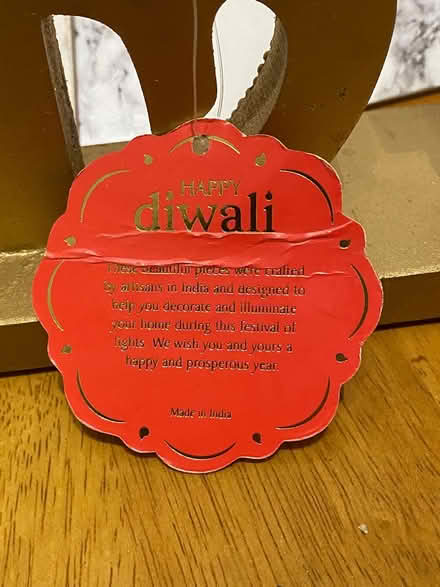 HAPPY
diwali
These beautiful pieces were crafted
by artisans in India and designed to
help you decorate and illuminate
your home during this festival of
lights. We wish you and yours a
happy and prosperous year.
Made in India